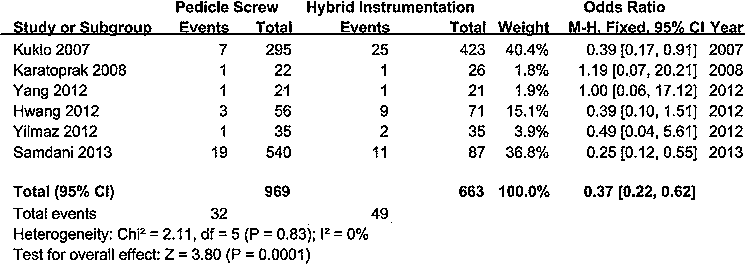 Pedicle Screw Hybrid Instrumentation Odds Ratio
Study or Subgroup Events Total Events Total Weight M-H, Fixed, 95% CI Year
Kuklo 2007 7 295 25 423 40.4% 0.39 [0.17, 0.91] 2007
Karatoprak 2008 1 22 1 26 1.8% 1.19 [0.07, 20.21] 2008
Yang 2012 1 21 1 21 1.9% 1.00 [0.06, 17.12] 2012
Hwang 2012 3 56 9 71 15.1% 0.39 [0.10, 1.51] 2012
Yilmaz 2012 1 35 2 35 3.9% 0.49 [0.04, 5.61] 2012
Samdani 2013 19 540 11 87 36.8% 0.25 [0.12, 0.55] 2013
Total (95% CI) 969 663 100.0% 0.37 [0.22, 0.62]
Total events 32 49
Heterogeneity: Chi² = 2.11, df = 5 (P = 0.83); I² = 0%
Test for overall effect: Z = 3.80 (P = 0.0001)